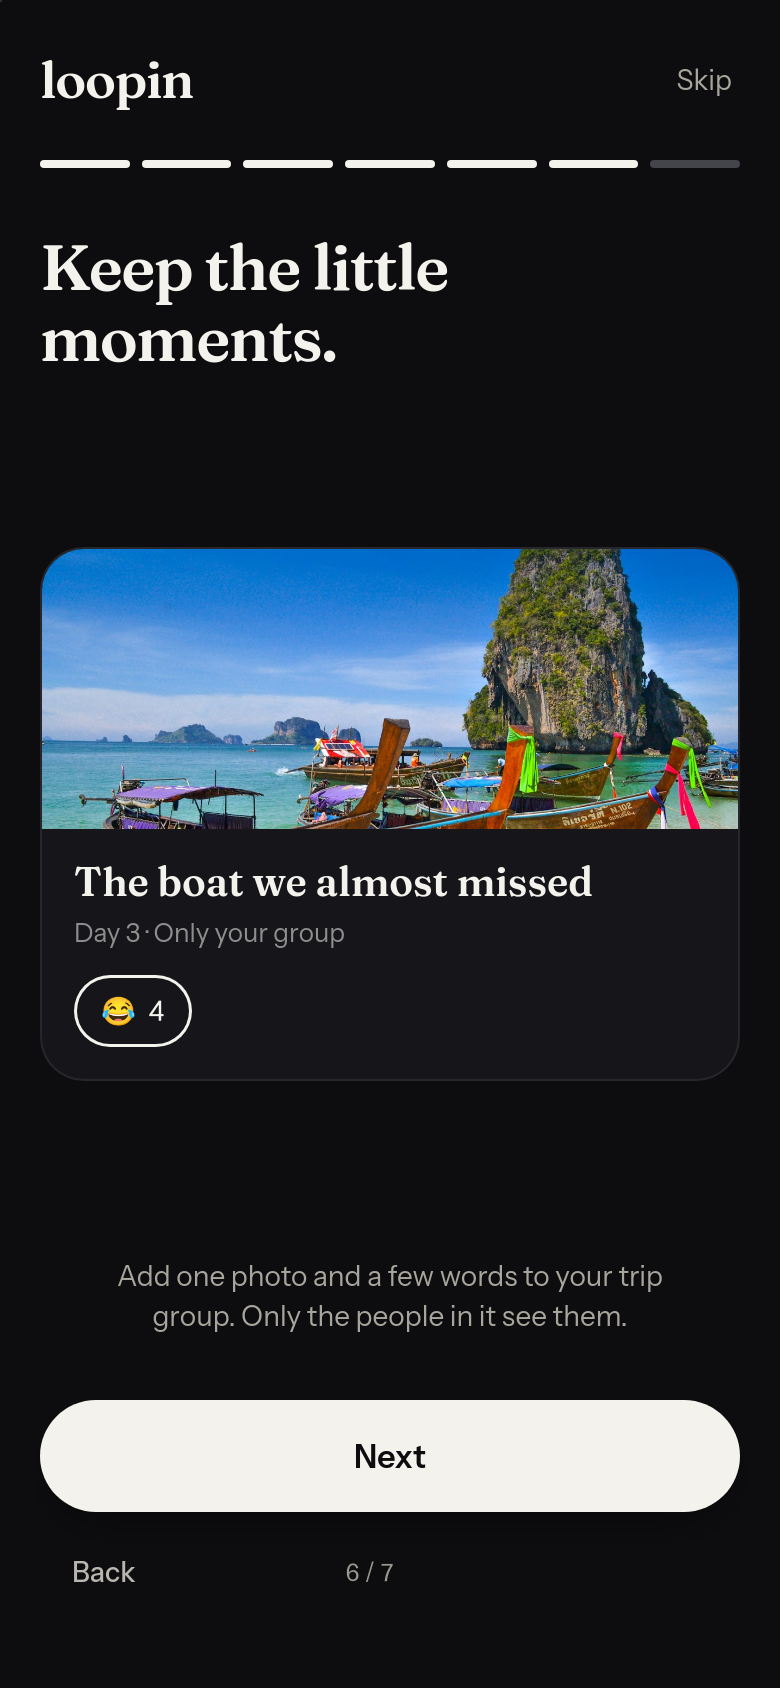 loopin
Skip
Keep the little
moments.
N.102
The boat we almost missed
Day 3 · Only your group
😂 4
Add one photo and a few words to your trip
group. Only the people in it see them.
Next
Back
6 / 7